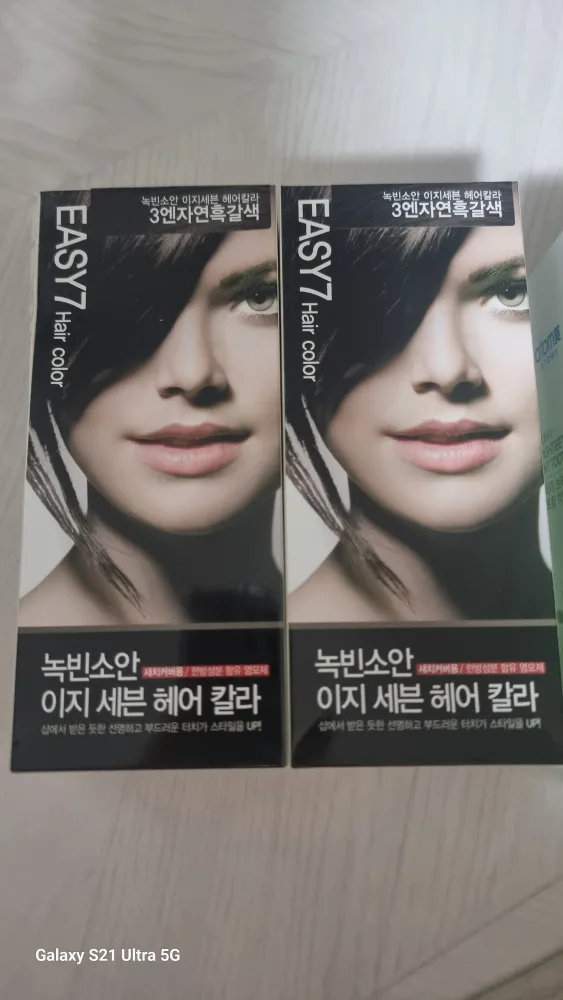 녹빈소안 이지세븐 헤어칼라
3엔자연흑갈색
EASY7 Hair color
녹빈소안 새치커버용 / 한방성분 함유 염모제
이지 세븐 헤어 칼라
샵에서 받은 듯한 선명하고 부드러운 터치가 스타일을 UP!
녹빈소안 이지세븐 헤어칼라
3엔자연흑갈색
EASY7 Hair color
녹빈소안 새치커버용 / 한방성분 함유 염모제
이지 세븐 헤어 칼라
샵에서 받은 듯한 선명하고 부드러운 터치가 스타일을 UP!
Galaxy S21 Ultra 5G